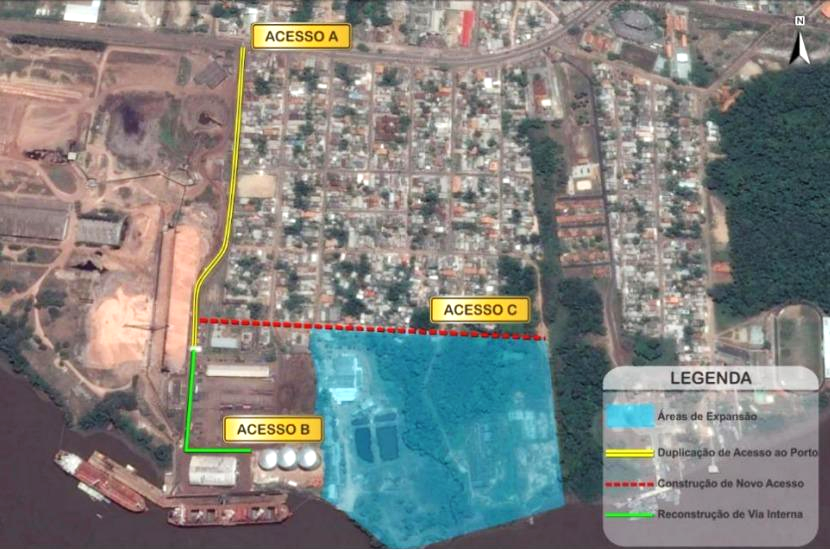 ACESSO A
N
ACESSO C
ACESSO B
LEGENDA
Áreas de Expansão
Duplicação de Acesso ao Porto
Construção de Novo Acesso
Reconstrução de Via Interna